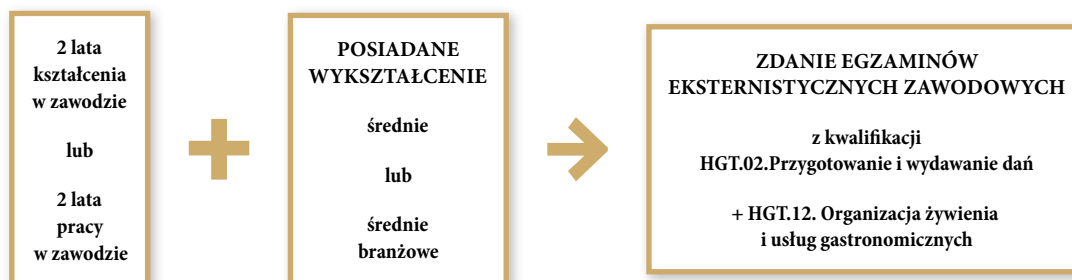 2 lata
kształcenia
w zawodzie
lub
2 lata
pracy
w zawodzie
+
POSIADANE
WYKSZTAŁCENIE
średnie
lub
średnie
branżowe
ZDANIE EGZAMINÓW
EKSTERNISTYCZNYCH ZAWODOWYCH
z kwalifikacji
HGT.02.Przygotowanie i wydawanie dań
+ HGT.12. Organizacja żywienia
i usług gastronomicznych